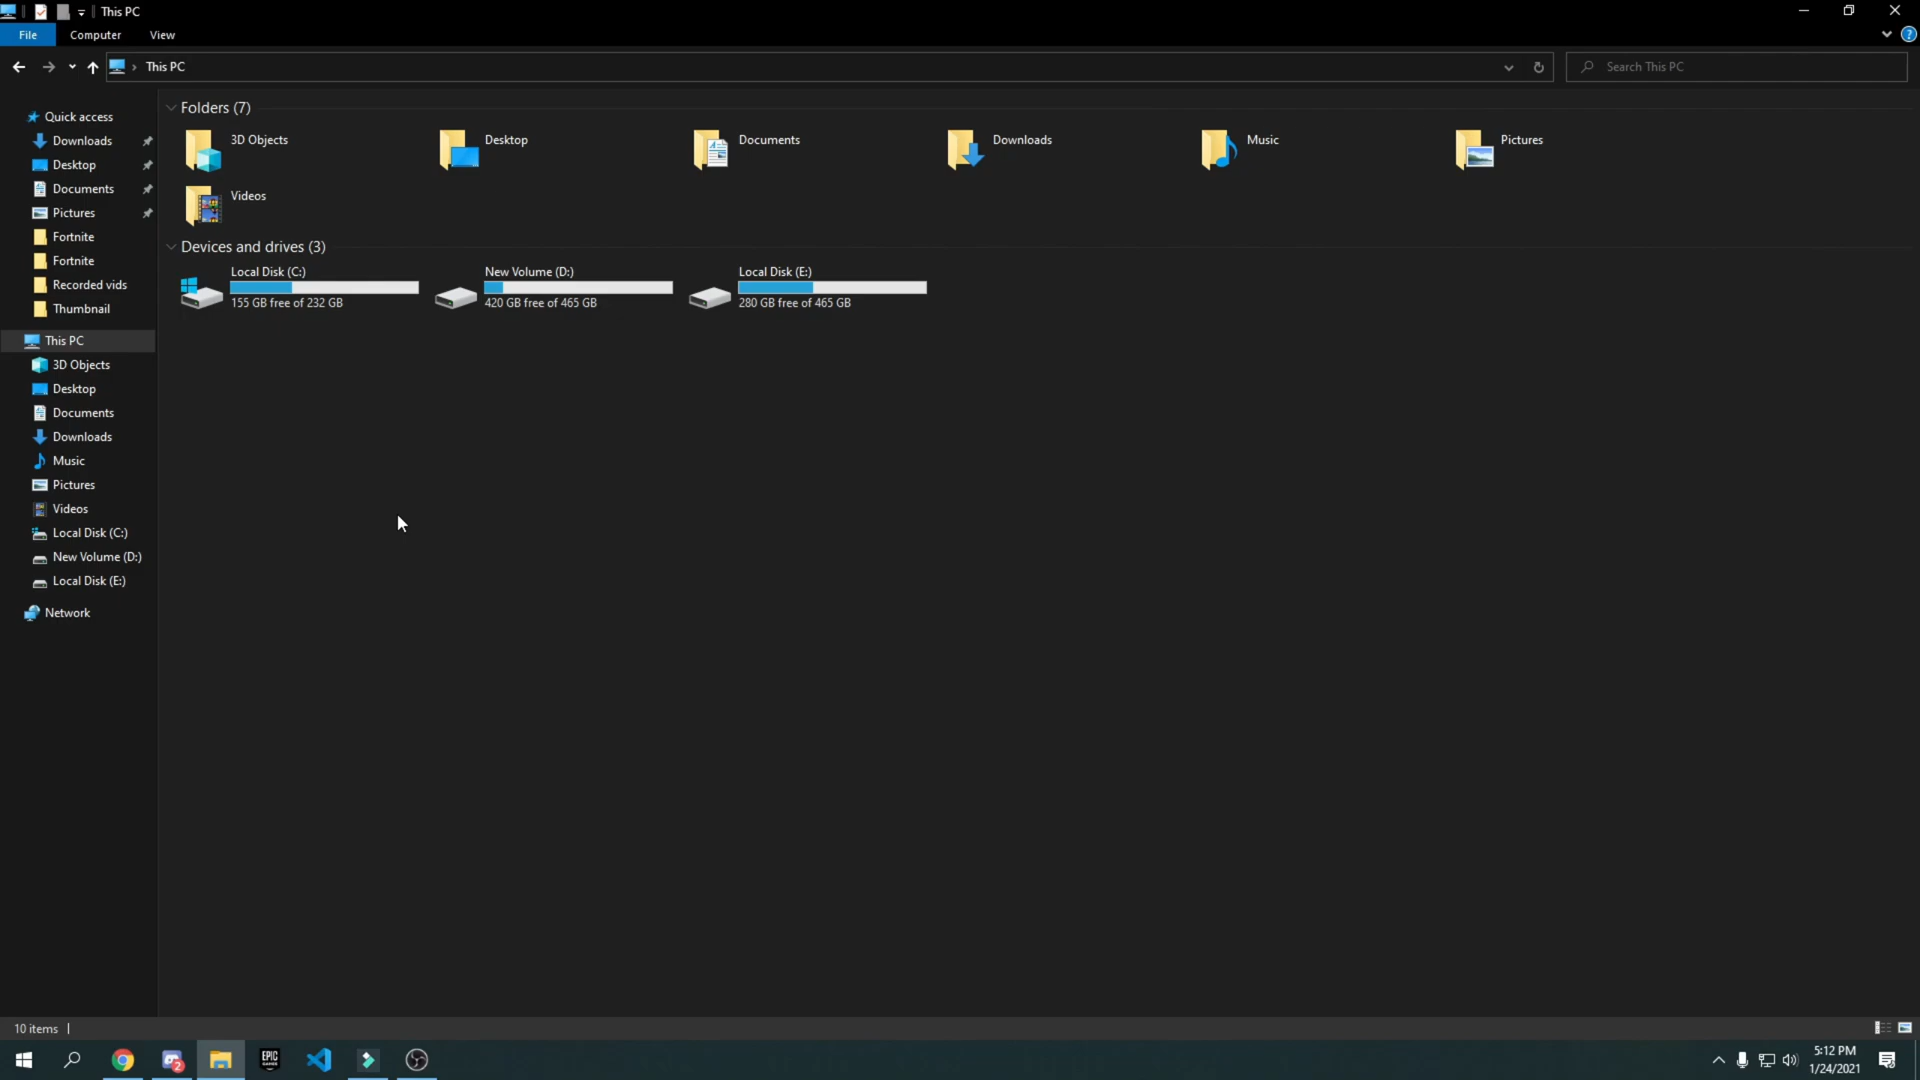 This PC
File Computer View
This PC
Search This PC
Quick access
Downloads
Desktop
Documents
Pictures
Fortnite
Fortnite
Recorded vids
Thumbnail
This PC
3D Objects
Desktop
Documents
Downloads
Music
Pictures
Videos
Local Disk (C:)
New Volume (D:)
Local Disk (E:)
Network
Folders (7)
3D Objects
Desktop
Documents
Downloads
Music
Pictures
Videos
Devices and drives (3)
Local Disk (C:)
155 GB free of 232 GB
New Volume (D:)
420 GB free of 465 GB
Local Disk (E:)
280 GB free of 465 GB
10 items
2
EPIC
GAMES
5:12 PM
1/24/2021